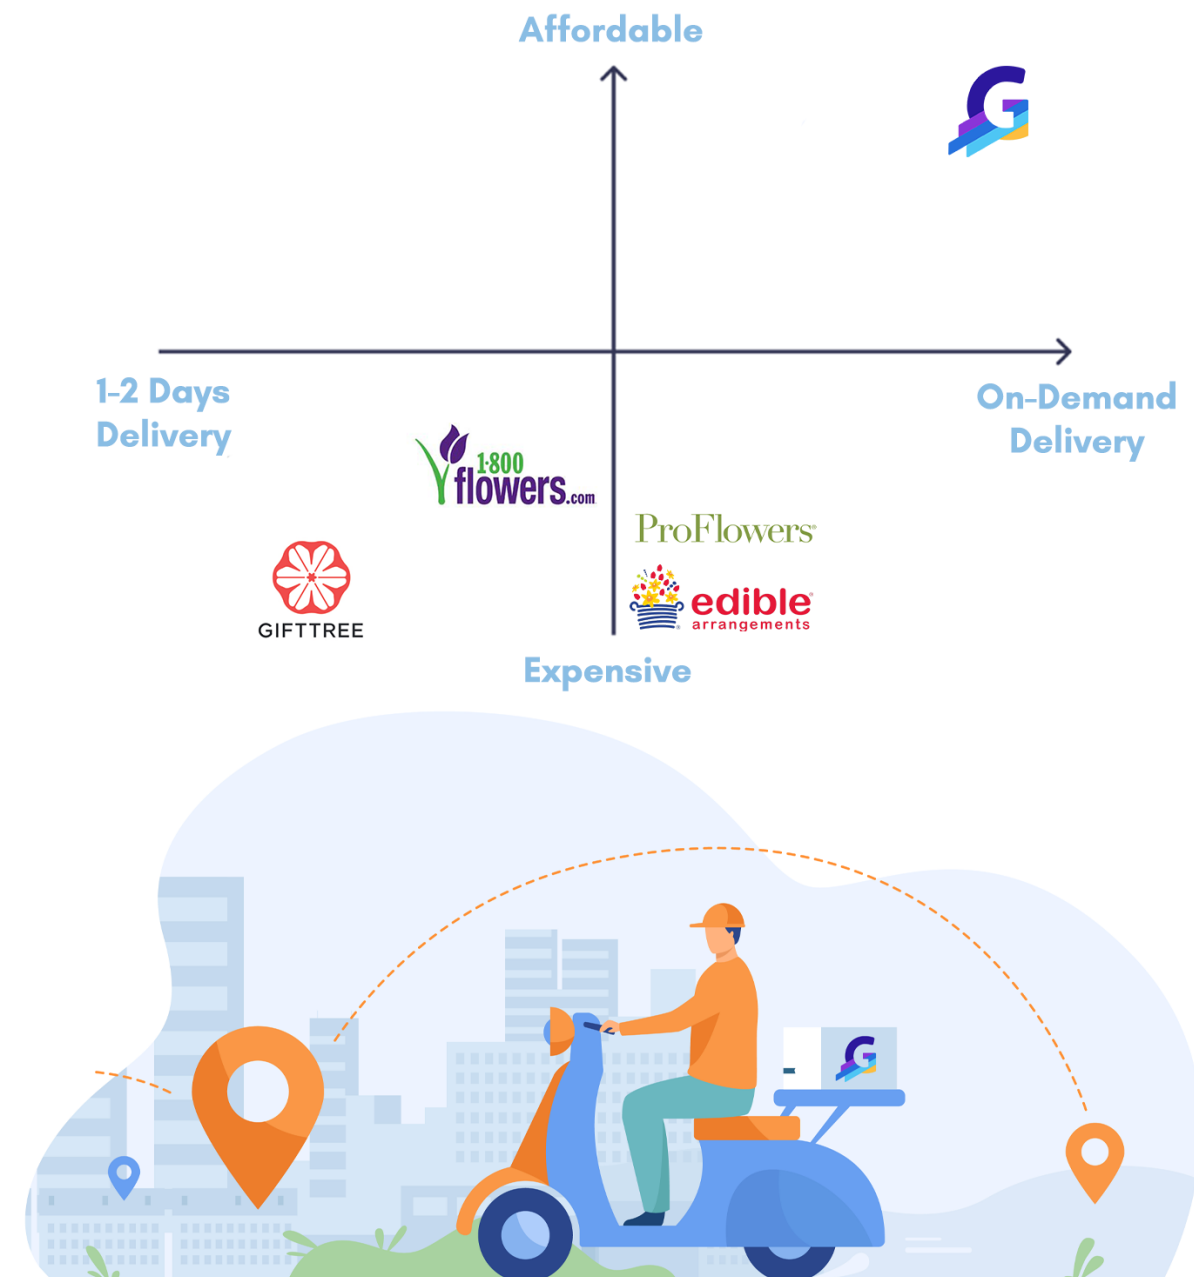 Affordable
G
1-2 Days
Delivery
On-Demand
Delivery
1·800
flowers.com
ProFlowers®
edible®
arrangements
GIFTTREE
Expensive
G